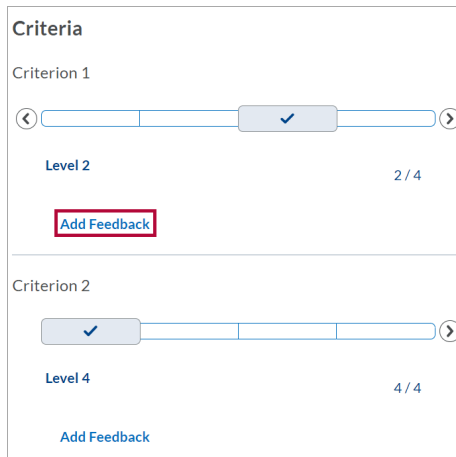 Criteria
Criterion 1
Level 2
2 / 4
Add Feedback
Criterion 2
Level 4
4 / 4
Add Feedback